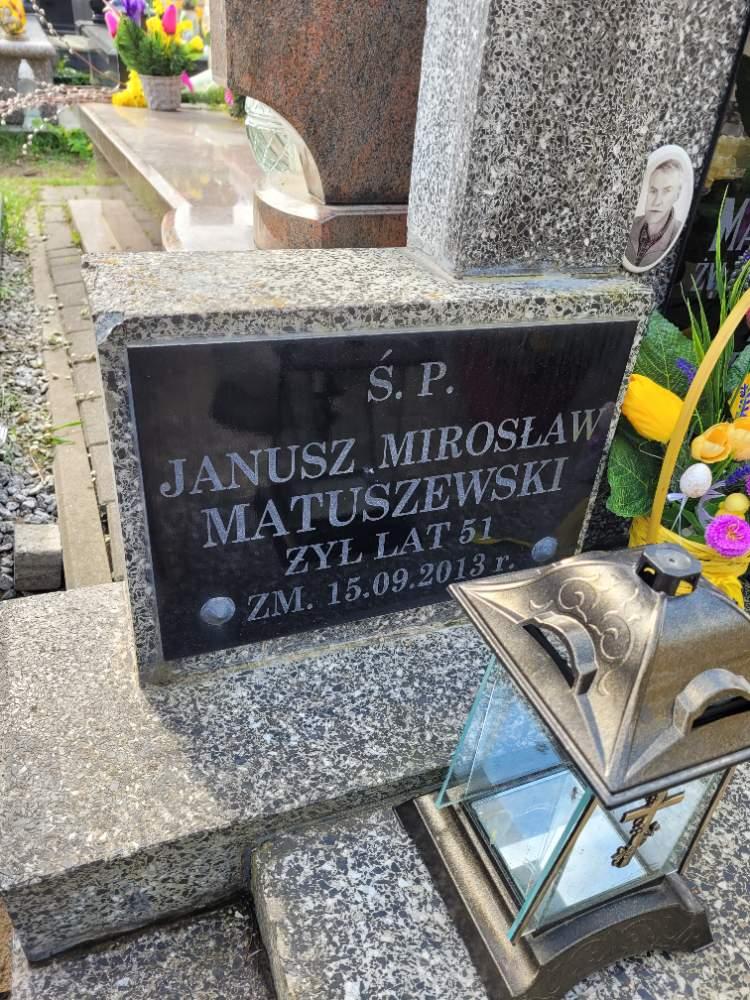 Ś. P.
JANUSZ MIROSŁAW
MATUSZEWSKI
ŻYŁ LAT 51
ZM. 15.09.2013 r.